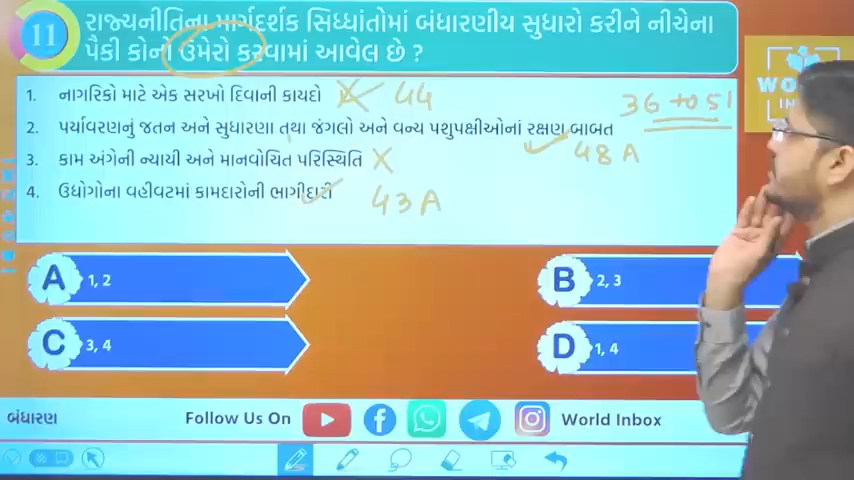 11
રાજ્યનીતિના માર્ગદર્શક સિધ્ધાંતોમાં બંધારણીય સુધારો કરીને નીચેના
પૈકી કોનો ઉમેરો કરવામાં આવેલ છે ?
1. નાગરિકો માટે એક સરખો દિવાની કાયદો 44
36 to 51
2. પર્યાવરણનું જતન અને સુધારણા તથા જંગલો અને વન્ય પશુપક્ષીઓનાં રક્ષણ બાબત
48 A
3. કામ અંગેની ન્યાયી અને માનવોચિત પરિસ્થિતિ
4. ઉધોગોના વહીવટમાં કામદારોની ભાગીદારી
43 A
A 1, 2
B 2, 3
C 3, 4
D 1, 4
બંધારણ Follow Us On World Inbox